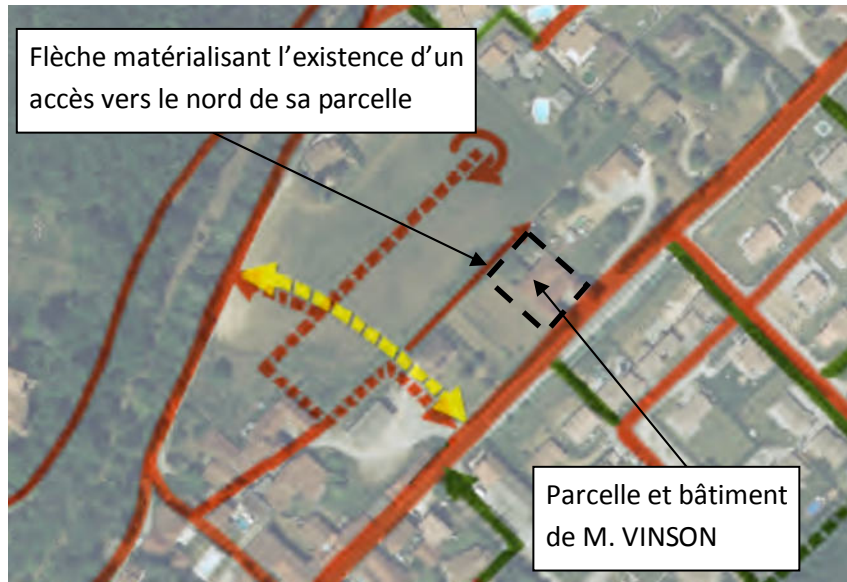 Flèche matérialisant l’existence d’un
accès vers le nord de sa parcelle
Parcelle et bâtiment
de M. VINSON